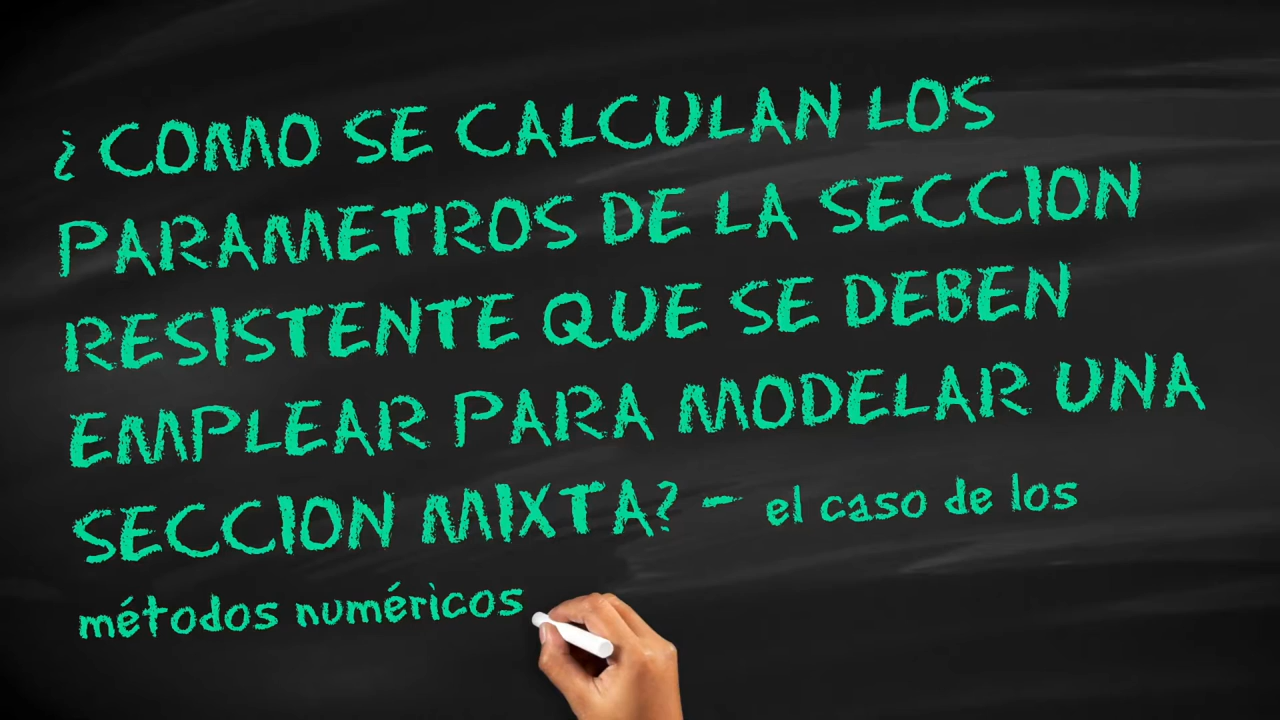 ¿ COMO SE CALCULAN LOS
PARAMETROS DE LA SECCION
RESISTENTE QUE SE DEBEN
EMPLEAR PARA MODELAR UNA
SECCION MIXTA? - el caso de los
métodos numéricos